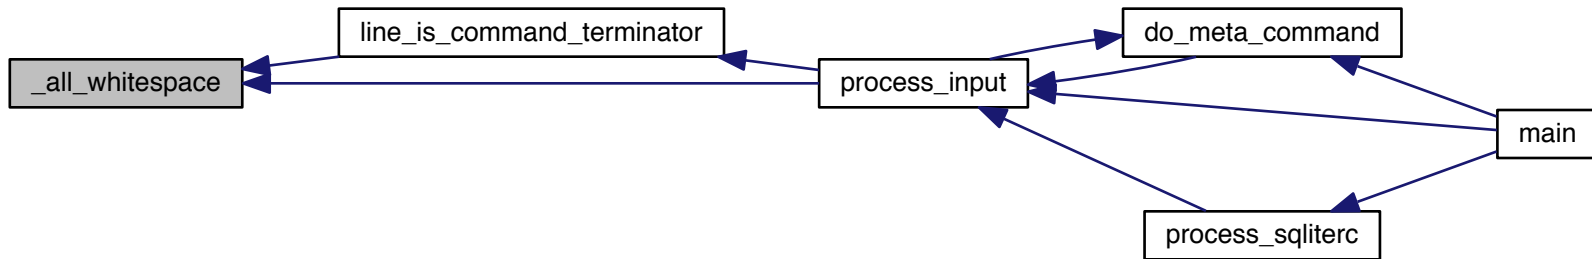 line_is_command_terminator
do_meta_command
_all_whitespace
process_input
main
process_sqliterc